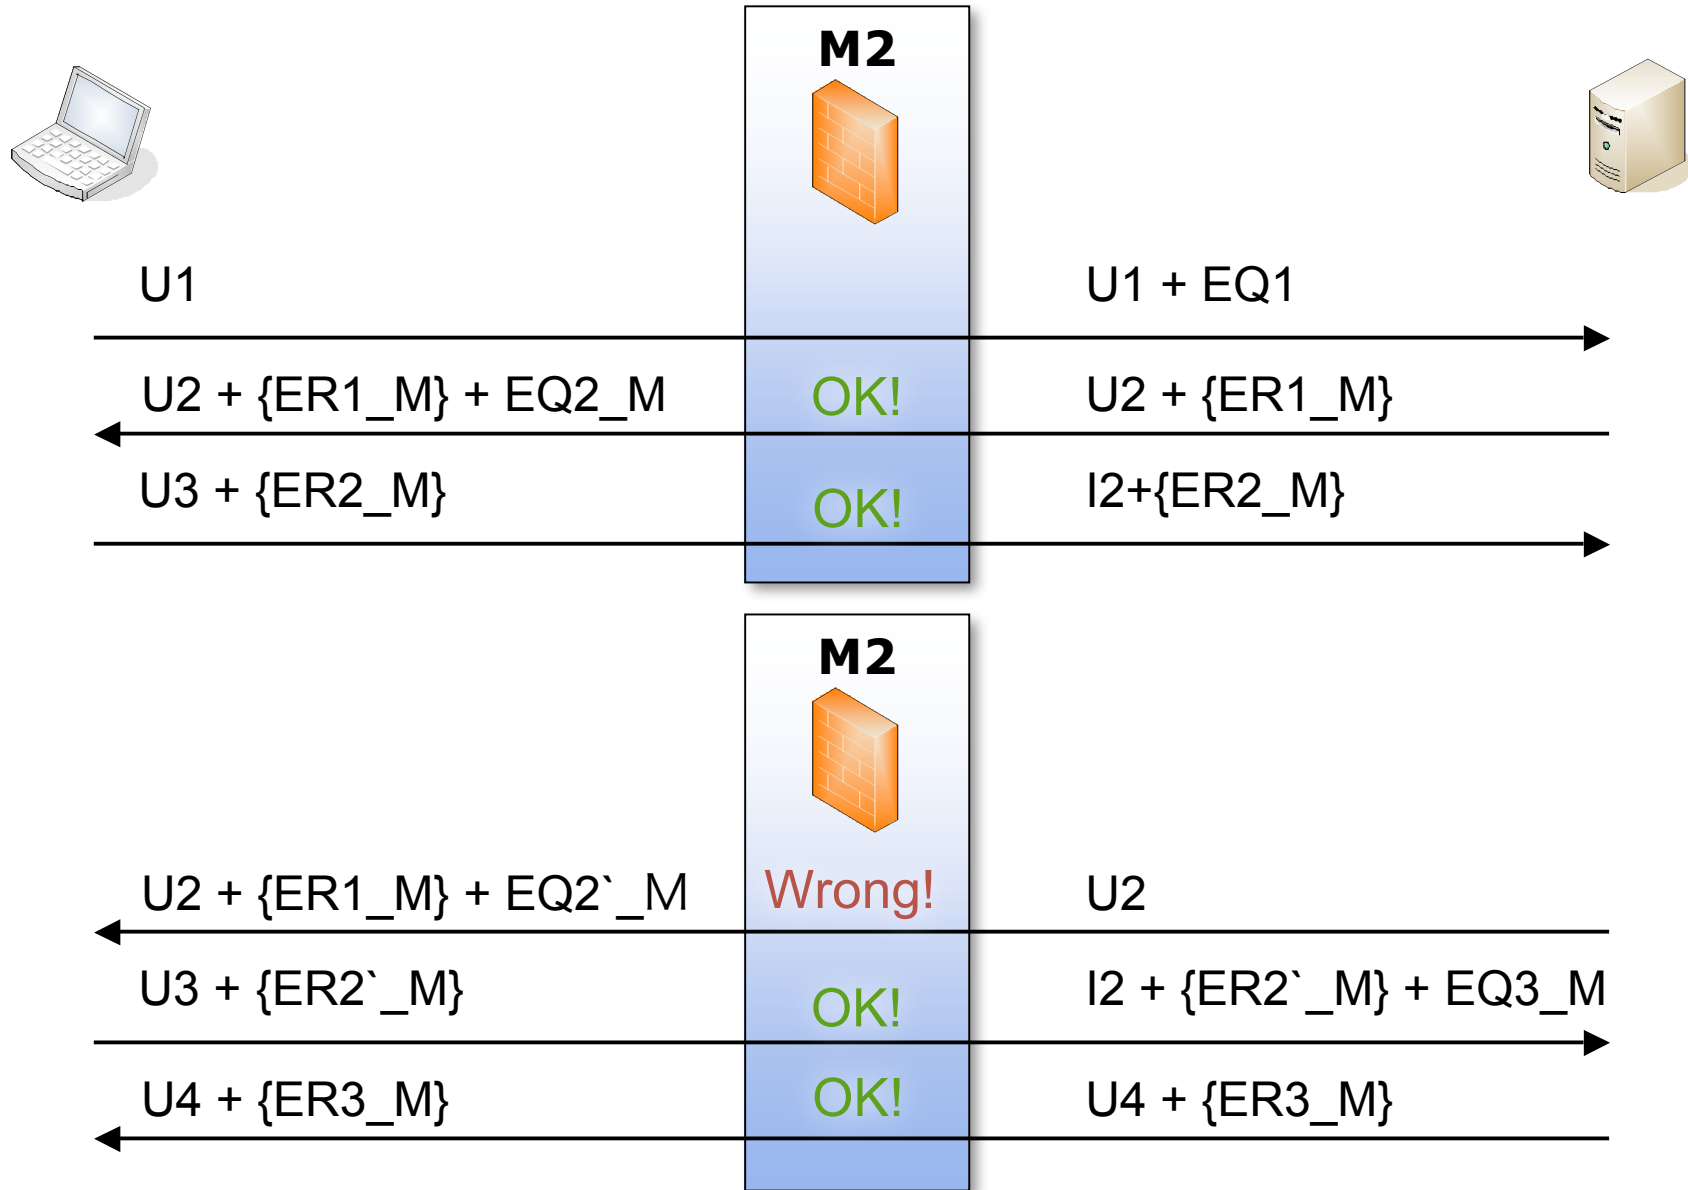 M2
U1
U1 + EQ1
U2 + {ER1_M} + EQ2_M
OK!
U2 + {ER1_M}
U3 + {ER2_M}
OK!
I2+{ER2_M}
M2
U2 + {ER1_M} + EQ2`_M
Wrong!
U2
U3 + {ER2`_M}
OK!
I2 + {ER2`_M} + EQ3_M
U4 + {ER3_M}
OK!
U4 + {ER3_M}